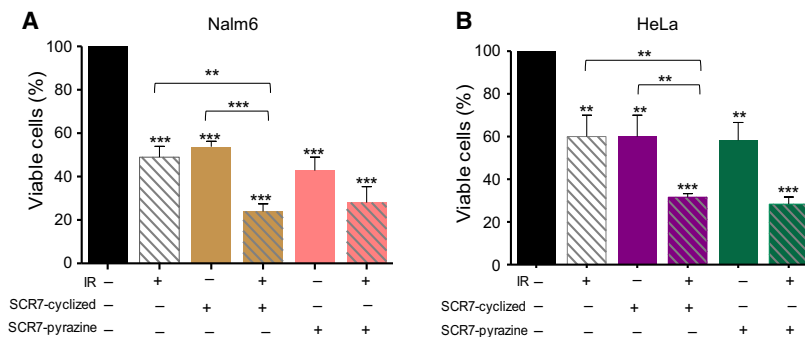 A
Nalm6
Viable cells (%)
100
80
60
40
20
0
**
***
*** *** *** *** ***
IR – + – + – +
SCR7-cyclized – – + + – –
SCR7-pyrazine – – – – + +
B
HeLa
Viable cells (%)
100
80
60
40
20
0
**
**
** ** *** ** ***
IR – + – + – +
SCR7-cyclized – – + + – –
SCR7-pyrazine – – – – + +